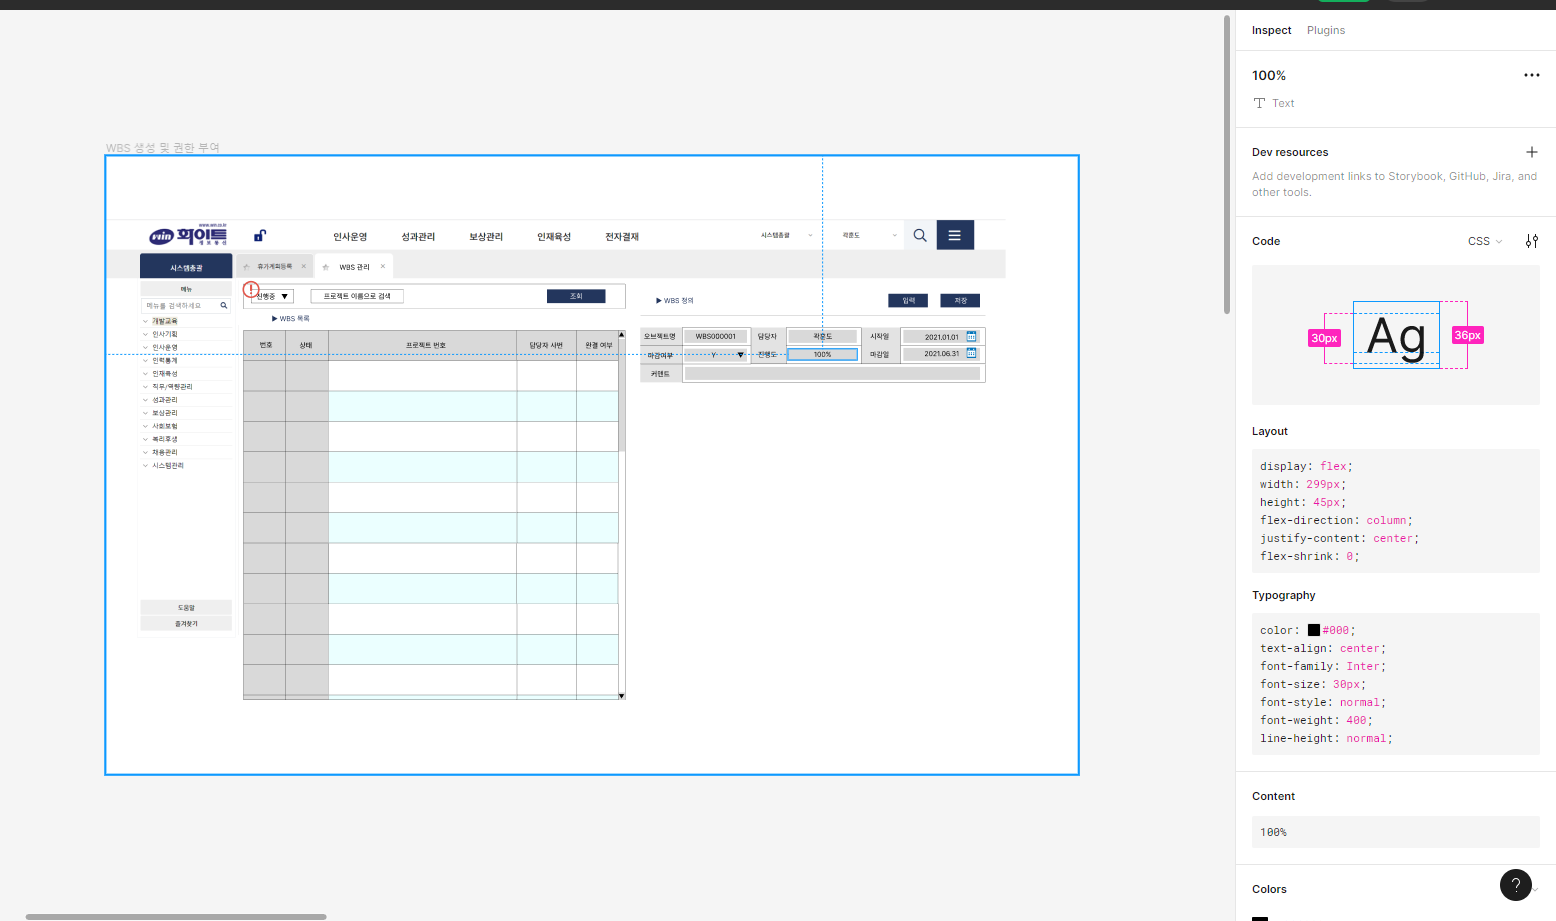 Inspect Plugins
100%
Text
Dev resources
Add development links to Storybook, GitHub, Jira, and
other tools.
Code CSS
30px Ag 36px
Layout
display: flex;
width: 299px;
height: 45px;
flex-direction: column;
justify-content: center;
flex-shrink: 0;
Typography
color: #000;
text-align: center;
font-family: Inter;
font-size: 30px;
font-style: normal;
font-weight: 400;
line-height: normal;
Content
100%
Colors
?
WBS 생성 및 권한 부여
www.win.co.kr
win 화이트
정보통신
인사운영 성과관리 보상관리 인재육성 전자결재
시스템총괄 곽훈도
시스템총괄
휴가계획등록 × WBS 관리 ×
메뉴
메뉴를 검색하세요
개발교육
인사기획
인사운영
인력통계
인재육성
직무/역량관리
성과관리
보상관리
사회보험
복리후생
채용관리
시스템관리
도움말
즐겨찾기
진행중 ▼ 프로젝트 이름으로 검색 조회
▶ WBS 목록
번호 상태 프로젝트 번호 담당자 사번 완결 여부
▶ WBS 정의 입력 저장
오브젝트명 WBS000001 담당자 곽훈도 시작일 2021.01.01
마감여부 Y ▼ 진행도 100% 마감일 2021.06.31
커멘트